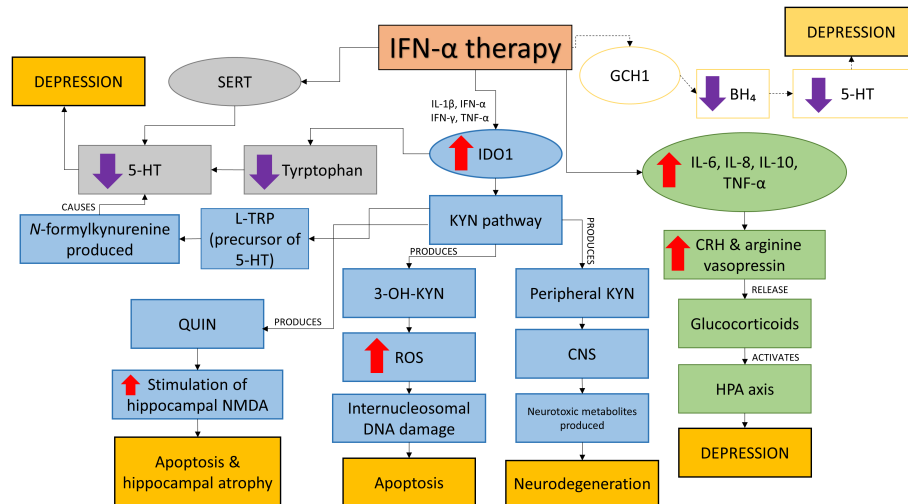 IFN-α therapy
DEPRESSION
GCH1
BH₄
5-HT
DEPRESSION
SERT
5-HT
Tyrptophan
IL-1β, IFN-α
IFN-γ, TNF-α
IDO1
IL-6, IL-8, IL-10,
TNF-α
CAUSES
N-formylkynurenine
produced
L-TRP
(precursor of
5-HT)
KYN pathway
CRH & arginine
vasopressin
PRODUCES
PRODUCES
RELEASE
3-OH-KYN
Peripheral KYN
Glucocorticoids
QUIN
PRODUCES
ROS
CNS
ACTIVATES
HPA axis
Stimulation of
hippocampal NMDA
Internucleosomal
DNA damage
Neurotoxic metabolites
produced
DEPRESSION
Apoptosis &
hippocampal atrophy
Apoptosis
Neurodegeneration